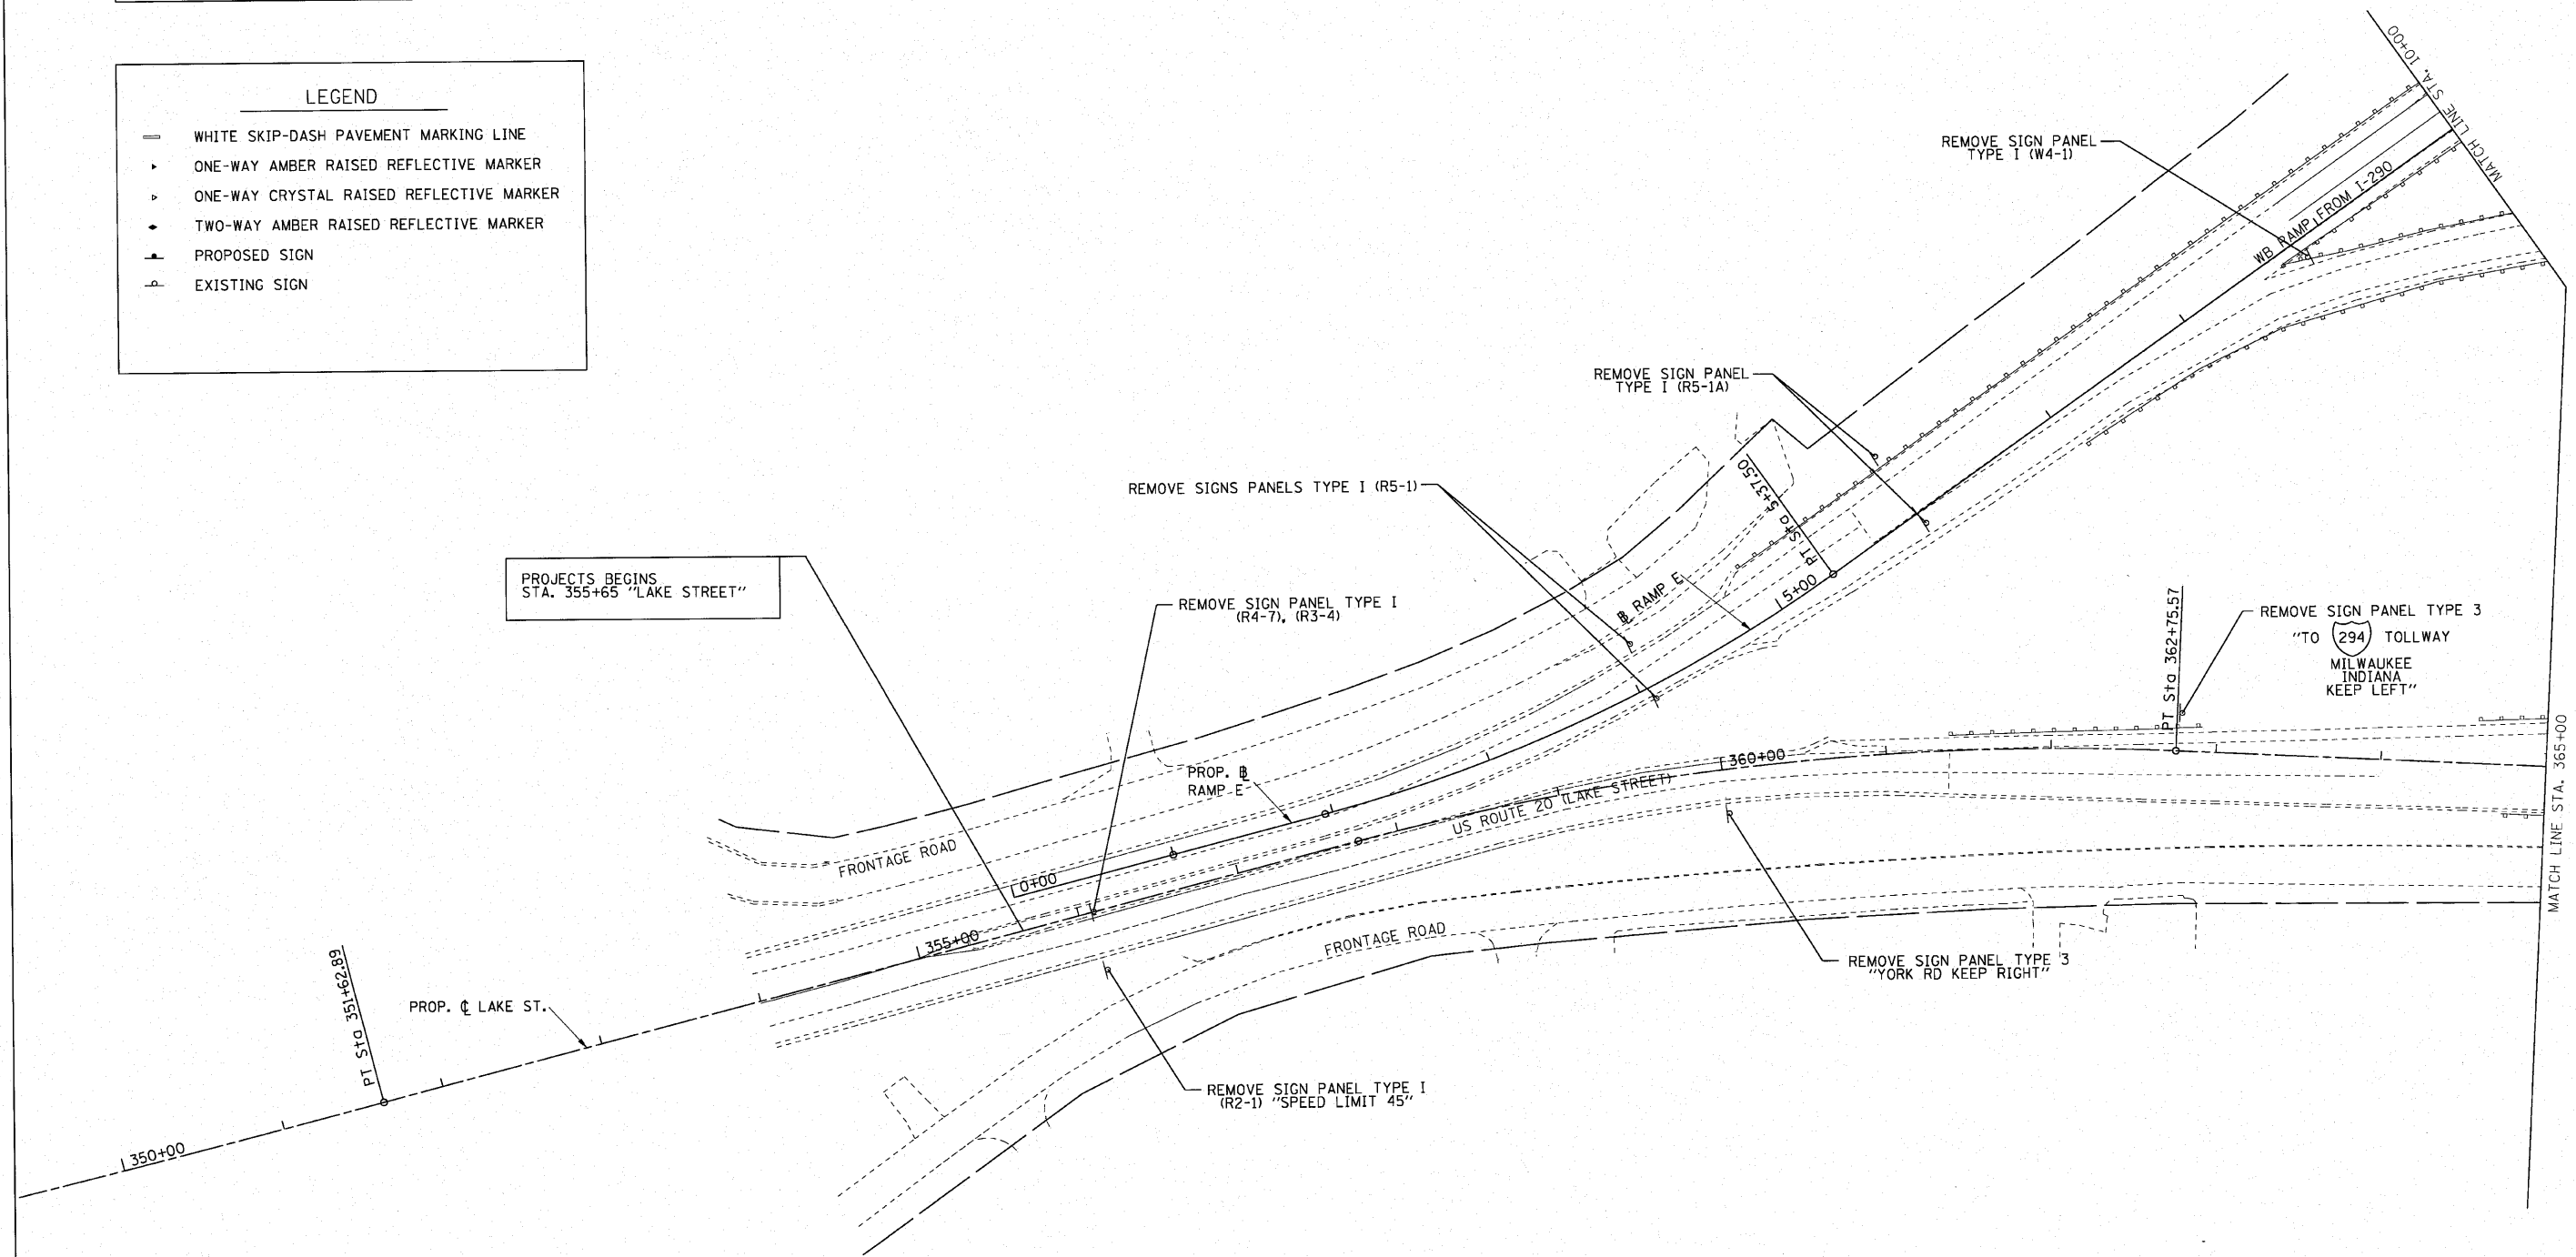 LEGEND
WHITE SKIP-DASH PAVEMENT MARKING LINE
ONE-WAY AMBER RAISED REFLECTIVE MARKER
ONE-WAY CRYSTAL RAISED REFLECTIVE MARKER
TWO-WAY AMBER RAISED REFLECTIVE MARKER
PROPOSED SIGN
EXISTING SIGN
MATCH LINE STA. 10+00
REMOVE SIGN PANEL
TYPE I (W4-1)
WB RAMP FROM I-290
REMOVE SIGN PANEL
TYPE I (R5-1A)
REMOVE SIGNS PANELS TYPE I (R5-1)
PT Sta 5+37.50
PROJECTS BEGINS
STA. 355+65 "LAKE STREET"
REMOVE SIGN PANEL TYPE I
(R4-7), (R3-4)
B RAMP E
5+00
PT Sta 362+75.57
REMOVE SIGN PANEL TYPE 3
"TO 294 TOLLWAY
MILWAUKEE
INDIANA
KEEP LEFT"
MATCH LINE STA. 365+00
PROP. B
RAMP E
360+00
US ROUTE 20 (LAKE STREET)
FRONTAGE ROAD
0+00
355+00
FRONTAGE ROAD
REMOVE SIGN PANEL TYPE 3
"YORK RD KEEP RIGHT"
PT Sta 351+62.89
PROP. ℄ LAKE ST.
REMOVE SIGN PANEL TYPE I
(R2-1) "SPEED LIMIT 45"
350+00